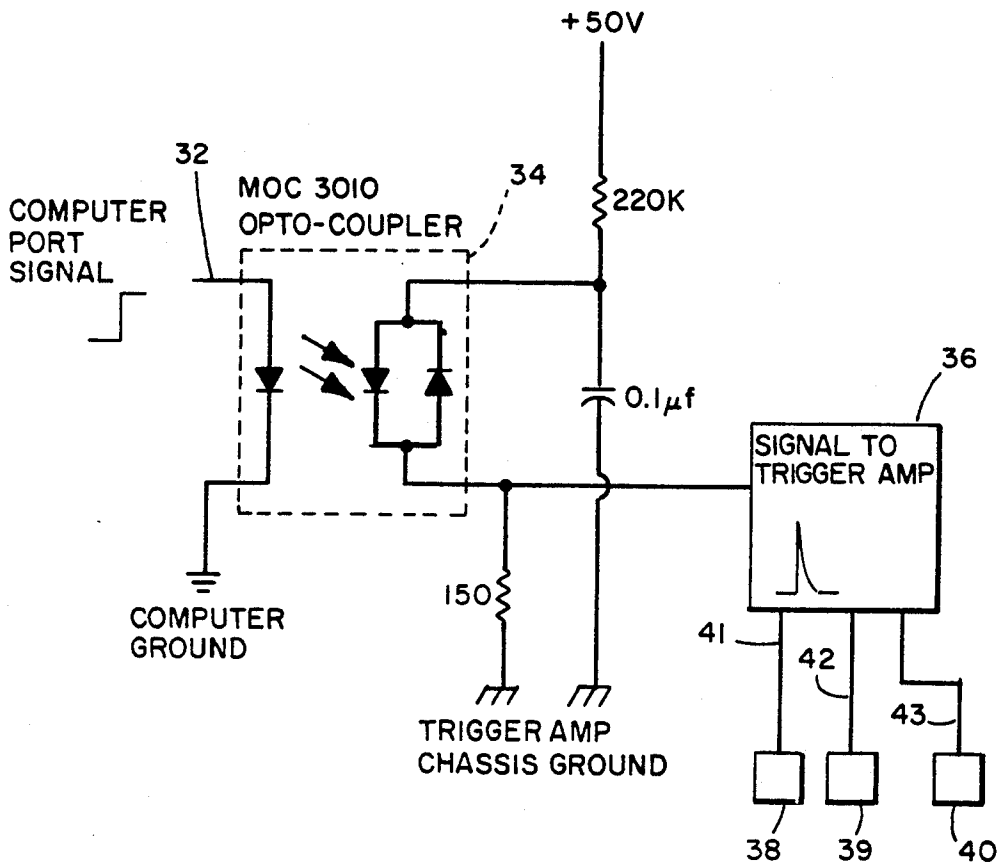 +50V
32
MOC 3010
OPTO-COUPLER
34
220K
COMPUTER
PORT
SIGNAL
0.1µf
36
SIGNAL TO
TRIGGER AMP
150
COMPUTER
GROUND
41
42
43
TRIGGER AMP
CHASSIS GROUND
38
39
40